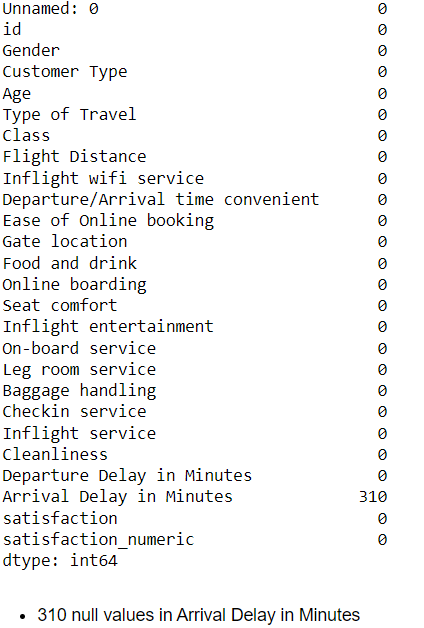 Unnamed: 0 0
id 0
Gender 0
Customer Type 0
Age 0
Type of Travel 0
Class 0
Flight Distance 0
Inflight wifi service 0
Departure/Arrival time convenient 0
Ease of Online booking 0
Gate location 0
Food and drink 0
Online boarding 0
Seat comfort 0
Inflight entertainment 0
On-board service 0
Leg room service 0
Baggage handling 0
Checkin service 0
Inflight service 0
Cleanliness 0
Departure Delay in Minutes 0
Arrival Delay in Minutes 310
satisfaction 0
satisfaction_numeric 0
dtype: int64
• 310 null values in Arrival Delay in Minutes